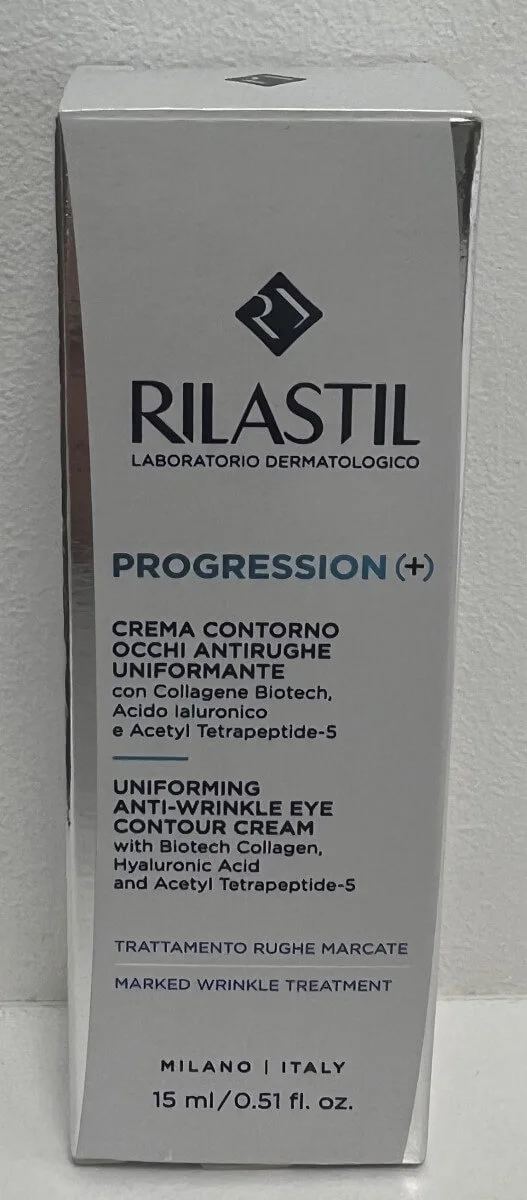 RILASTIL
LABORATORIO DERMATOLOGICO
PROGRESSION (+)
CREMA CONTORNO
OCCHI ANTIRUGHE
UNIFORMANTE
con Collagene Biotech,
Acido Ialuronico
e Acetyl Tetrapeptide-5
UNIFORMING
ANTI-WRINKLE EYE
CONTOUR CREAM
with Biotech Collagen,
Hyaluronic Acid
and Acetyl Tetrapeptide-5
TRATTAMENTO RUGHE MARCATE
MARKED WRINKLE TREATMENT
MILANO | ITALY
15 ml/0.51 fl. oz.